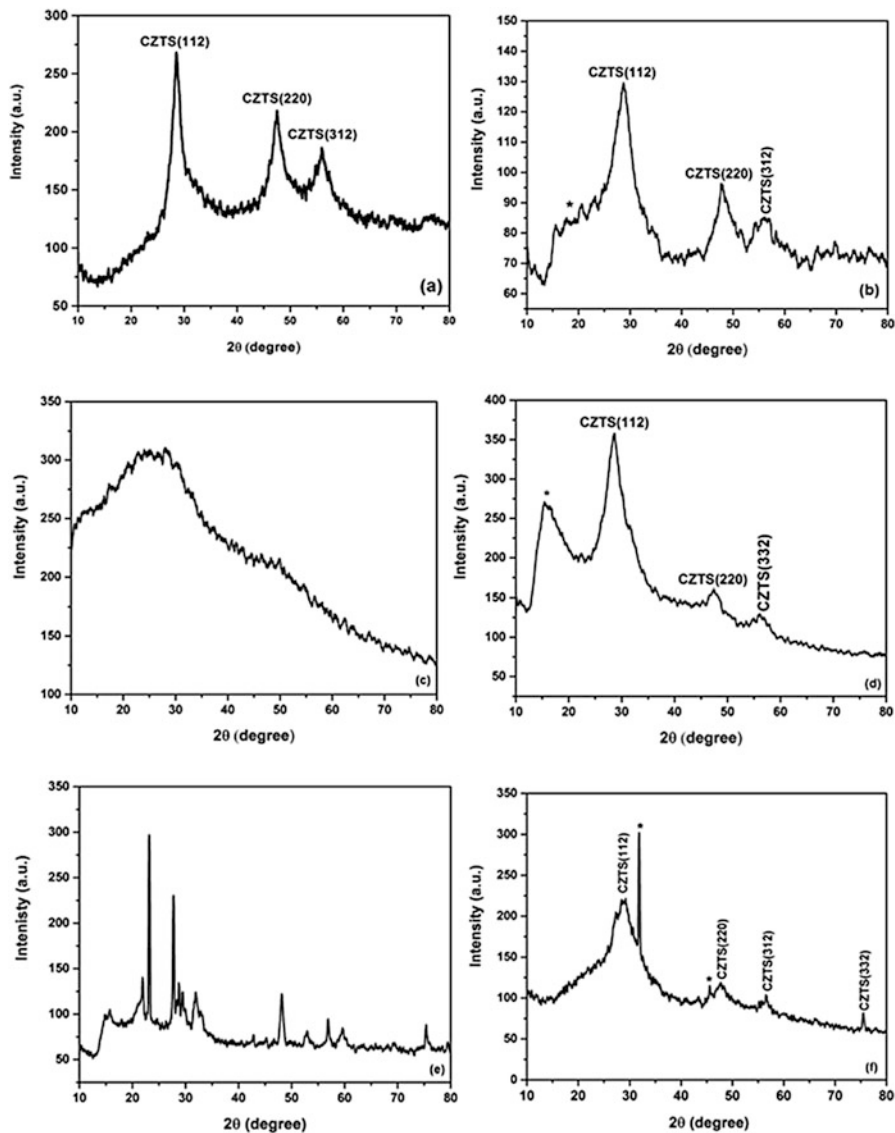 300
250
200
150
100
50
Intensity (a.u.)
CZTS(112)
CZTS(220)
CZTS(312)
(a)
10 20 30 40 50 60 70 80
2θ (degree)
150
140
130
120
110
100
90
80
70
60
Intensity (a.u.)
*
CZTS(112)
CZTS(220)
CZTS(312)
(b)
10 20 30 40 50 60 70 80
2θ (degree)
350
300
250
200
150
100
Intensity (a.u.)
(c)
10 20 30 40 50 60 70 80
2θ (degree)
400
350
300
250
200
150
100
50
0
Intensity (a.u.)
*
CZTS(112)
CZTS(220)
CZTS(332)
(d)
10 20 30 40 50 60 70 80
2θ (degree)
350
300
250
200
150
100
50
Intenisty (a.u.)
(e)
10 20 30 40 50 60 70 80
2θ (degree)
350
300
250
200
150
100
50
0
Intensity (a.u.)
CZTS(112)
*
*
CZTS(220)
CZTS(312)
CZTS(332)
(f)
10 20 30 40 50 60 70 80
2θ (degree)